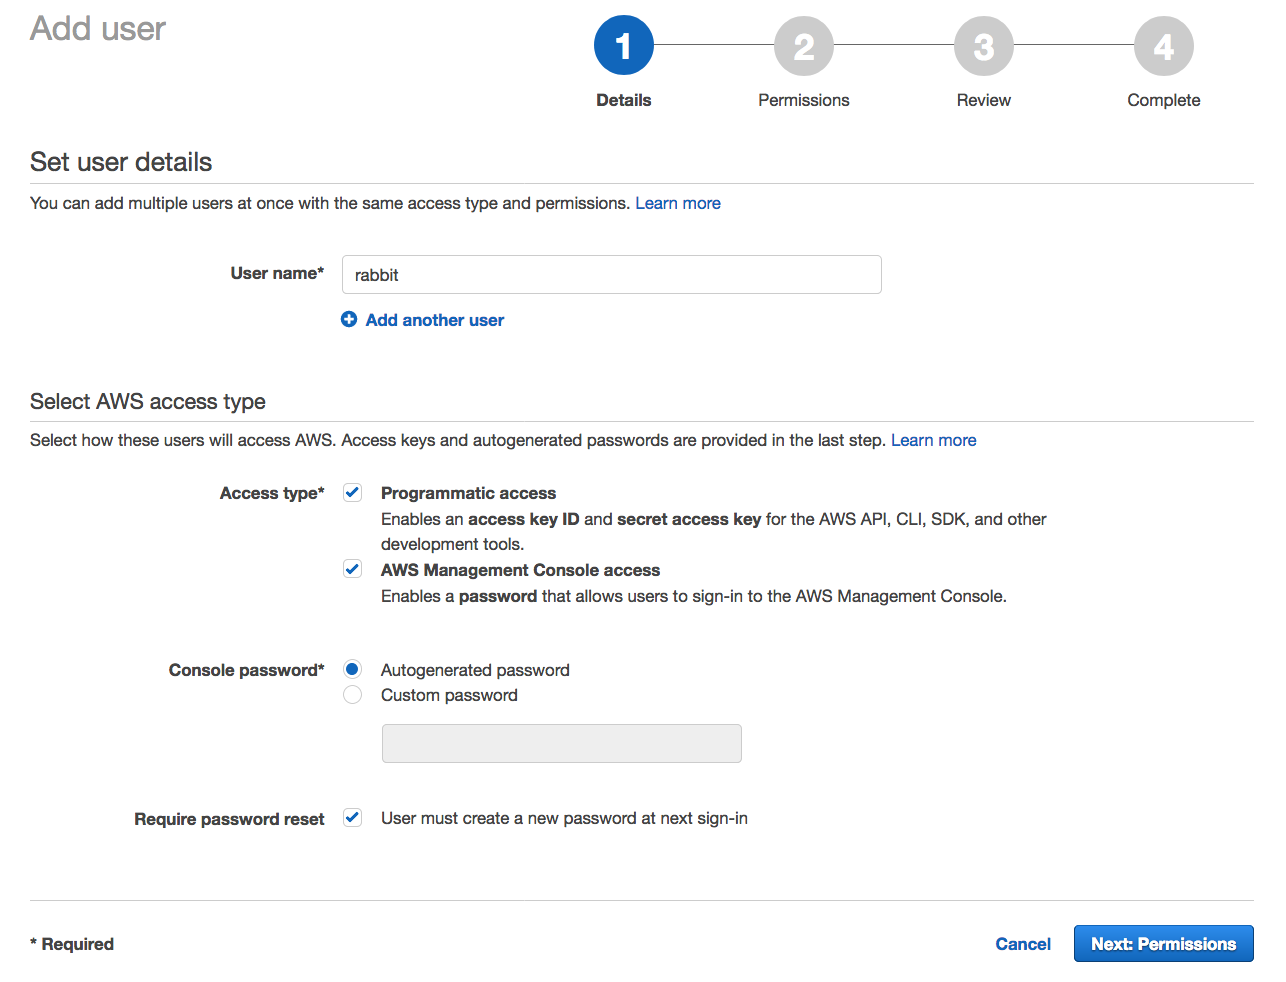 Add user
1
2
3
4
Details
Permissions
Review
Complete
Set user details
You can add multiple users at once with the same access type and permissions. Learn more
User name* rabbit
Add another user
Select AWS access type
Select how these users will access AWS. Access keys and autogenerated passwords are provided in the last step. Learn more
Access type* Programmatic access
Enables an access key ID and secret access key for the AWS API, CLI, SDK, and other
development tools.
AWS Management Console access
Enables a password that allows users to sign-in to the AWS Management Console.
Console password* Autogenerated password
Custom password
Require password reset User must create a new password at next sign-in
* Required
Cancel
Next: Permissions